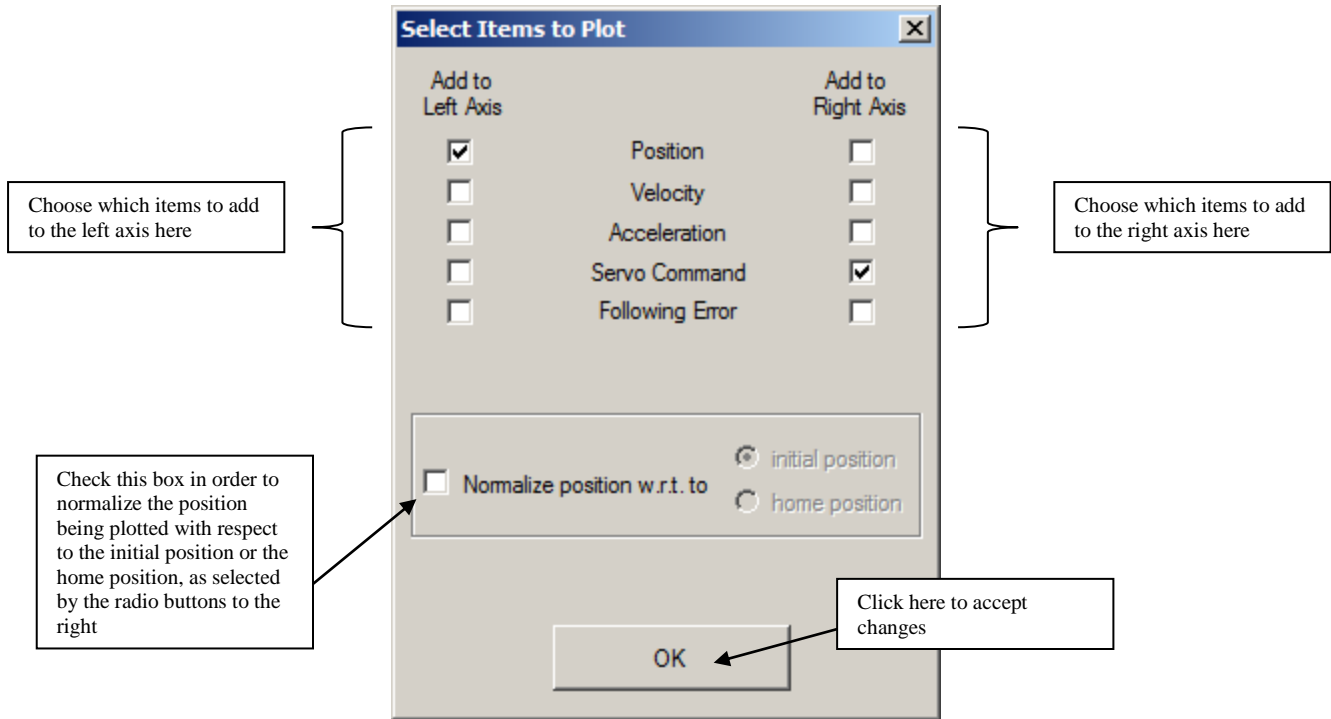 Select Items to Plot
Add to
Left Axis
Add to
Right Axis
Position
Velocity
Acceleration
Servo Command
Following Error
Choose which items to add
to the left axis here
Choose which items to add
to the right axis here
Normalize position w.r.t. to
initial position
home position
Check this box in order to
normalize the position
being plotted with respect
to the initial position or the
home position, as selected
by the radio buttons to the
right
Click here to accept
changes
OK